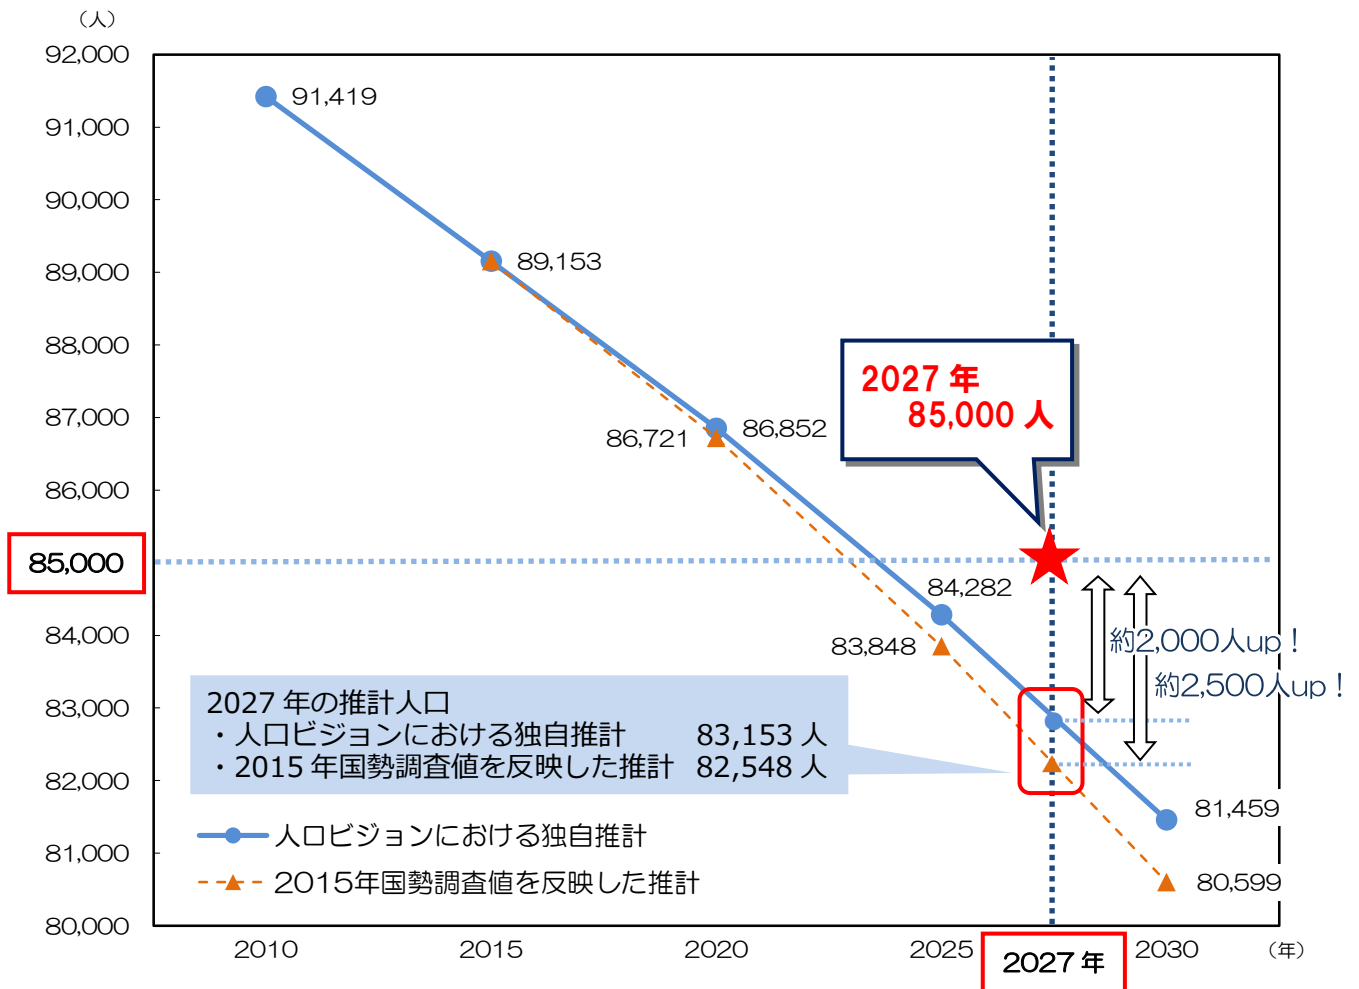 （人）
92,000
91,000
90,000
89,000
88,000
87,000
86,000
85,000
84,000
83,000
82,000
81,000
80,000
91,419
89,153
86,721
86,852
2027 年
85,000 人
84,282
83,848
約2,000人up！
約2,500人up！
2027 年の推計人口
・人口ビジョンにおける独自推計 83,153 人
・2015 年国勢調査値を反映した推計 82,548 人
81,459
80,599
人口ビジョンにおける独自推計
2015年国勢調査値を反映した推計
2010
2015
2020
2025
2027 年
2030
（年）